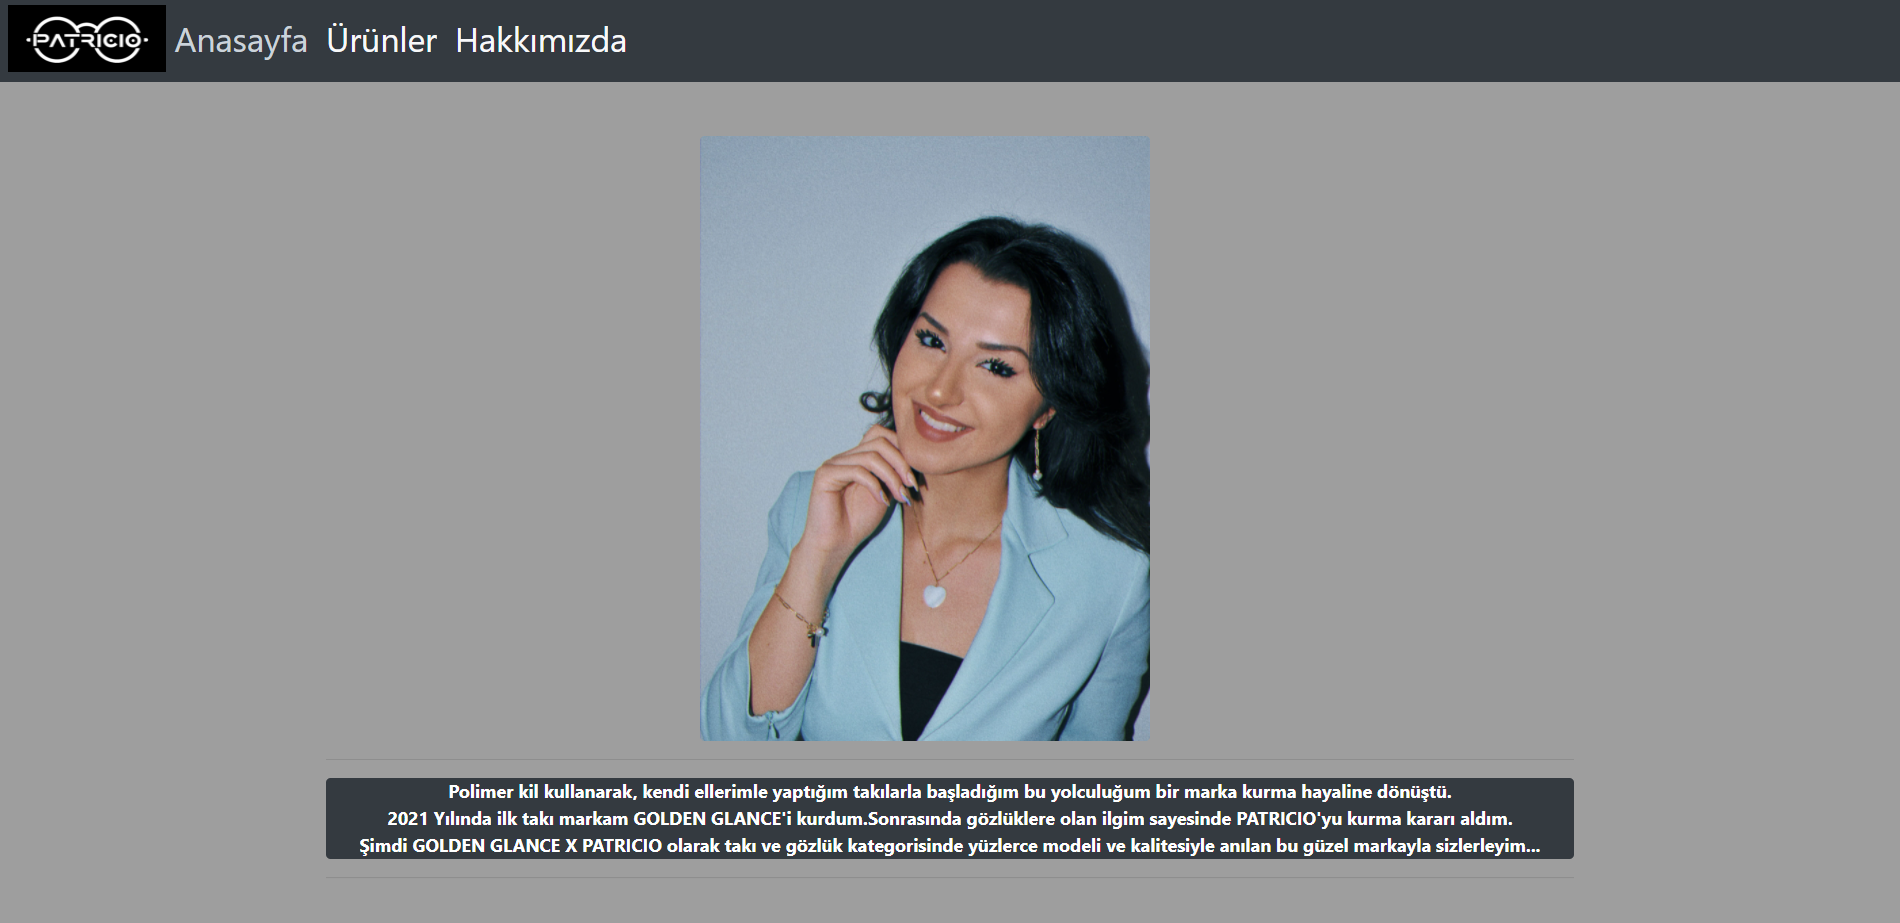 PATRICIO
Anasayfa Ürünler Hakkımızda
Polimer kil kullanarak, kendi ellerimle yaptığım takılarla başladığım bu yolculuğum bir marka kurma hayaline dönüştü.
2021 Yılında ilk takı markam GOLDEN GLANCE'i kurdum.Sonrasında gözlüklere olan ilgim sayesinde PATRICIO'yu kurma kararı aldım.
Şimdi GOLDEN GLANCE X PATRICIO olarak takı ve gözlük kategorisinde yüzlerce modeli ve kalitesiyle anılan bu güzel markayla sizlerleyim...